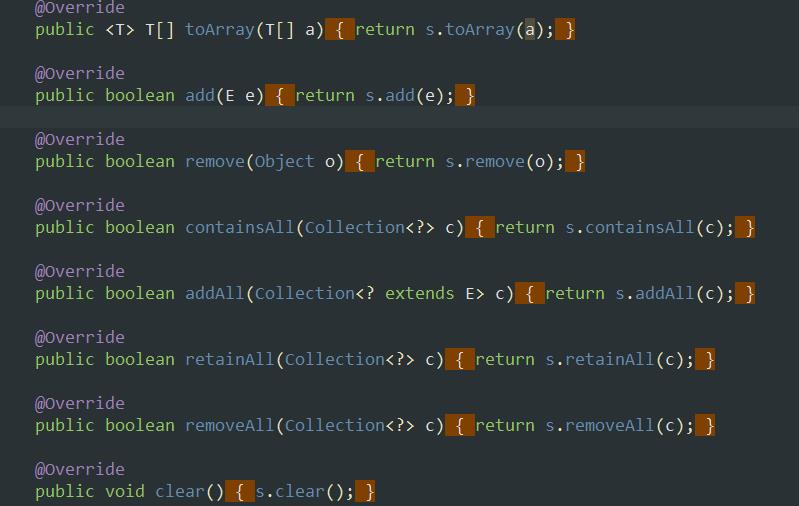 @Override
public <T> T[] toArray(T[] a) { return s.toArray(a); }
@Override
public boolean add(E e) { return s.add(e); }
@Override
public boolean remove(Object o) { return s.remove(o); }
@Override
public boolean containsAll(Collection<?> c) { return s.containsAll(c); }
@Override
public boolean addAll(Collection<? extends E> c) { return s.addAll(c); }
@Override
public boolean retainAll(Collection<?> c) { return s.retainAll(c); }
@Override
public boolean removeAll(Collection<?> c) { return s.removeAll(c); }
@Override
public void clear() { s.clear(); }